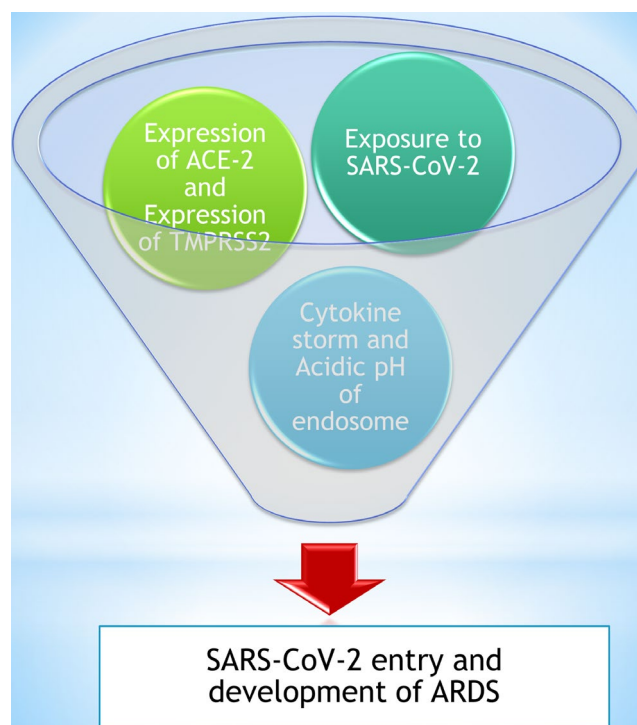 Expression
of ACE-2
and
Expression
of TMPRSS2
Exposure to
SARS-CoV-2
Cytokine
storm and
Acidic pH
of
endosome
SARS-CoV-2 entry and
development of ARDS